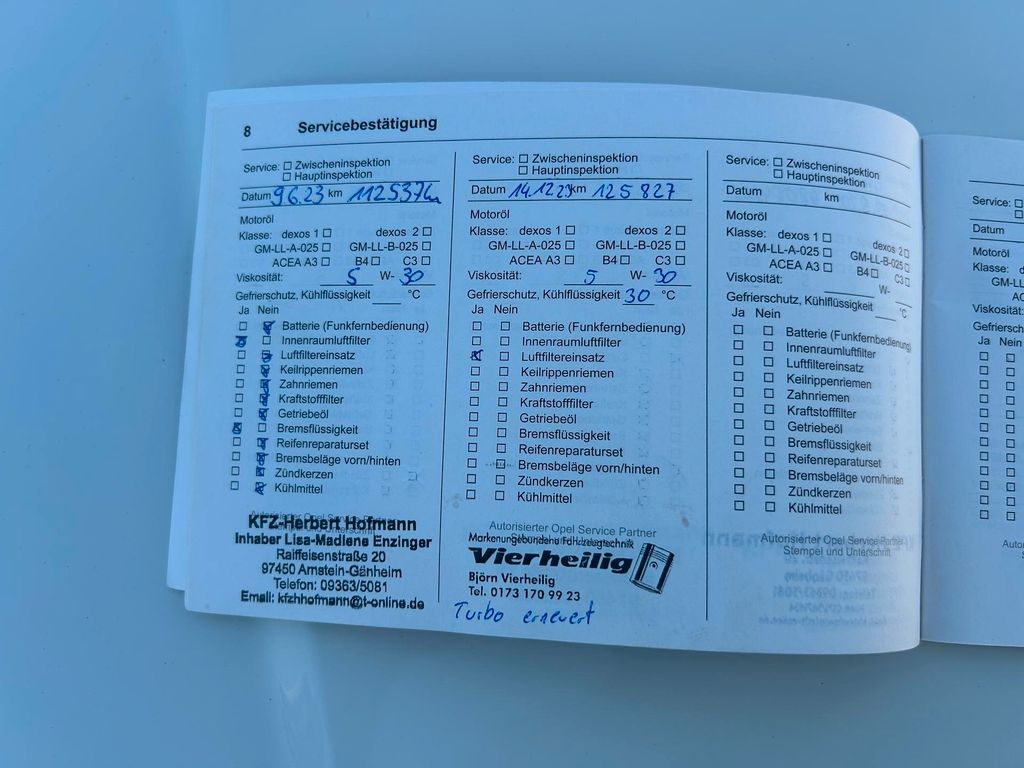 8 Servicebestätigung
Service: ☐ Zwischeninspektion
☐ Hauptinspektion
Datum 9.6.23 km 112537km
Motoröl
Klasse: dexos 1 ☐ dexos 2 ☐
GM-LL-A-025 ☐ GM-LL-B-025 ☐
ACEA A3 ☐ B4 ☐ C3 ☐
Viskosität: 5 W- 30
Gefrierschutz, Kühlflüssigkeit ___ °C
Ja Nein
☐ ☒ Batterie (Funkfernbedienung)
☒ ☐ Innenraumluftfilter
☐ ☒ Luftfiltereinsatz
☐ ☒ Keilrippenriemen
☐ ☒ Zahnriemen
☐ ☒ Kraftstofffilter
☐ ☒ Getriebeöl
☒ ☐ Bremsflüssigkeit
☐ ☒ Reifenreparaturset
☐ ☒ Bremsbeläge vorn/hinten
☐ ☒ Zündkerzen
☐ ☒ Kühlmittel
KFZ-Herbert Hofmann
Inhaber Lisa-Madlene Enzinger
Raiffeisenstraße 20
97450 Arnstein-Gänheim
Telefon: 09363/5081
Email: kfzhhofmann@t-online.de
Service: ☐ Zwischeninspektion
☐ Hauptinspektion
Datum 14.12.23 km 125 827
Motoröl
Klasse: dexos 1 ☐ dexos 2 ☐
GM-LL-A-025 ☐ GM-LL-B-025 ☐
ACEA A3 ☐ B4 ☐ C3 ☐
Viskosität: 5 W- 30
Gefrierschutz, Kühlflüssigkeit 30 °C
Ja Nein
☐ ☐ Batterie (Funkfernbedienung)
☐ ☐ Innenraumluftfilter
☒ ☐ Luftfiltereinsatz
☐ ☐ Keilrippenriemen
☐ ☐ Zahnriemen
☐ ☐ Kraftstofffilter
☐ ☐ Getriebeöl
☐ ☐ Bremsflüssigkeit
☐ ☐ Reifenreparaturset
☐ ☐ Bremsbeläge vorn/hinten
☐ ☐ Zündkerzen
☐ ☐ Kühlmittel
Autorisierter Opel Service Partner
Markenungebundene Fahrzeugtechnik
Vierheilig
Björn Vierheilig
Tel. 0173 170 99 23
Turbo erneuert
Service: ☐ Zwischeninspektion
☐ Hauptinspektion
Datum km
Motoröl
Klasse: dexos 1 ☐ dexos 2 ☐
GM-LL-A-025 ☐ GM-LL-B-025 ☐
ACEA A3 ☐ B4 ☐ C3 ☐
Viskosität: W-
Gefrierschutz, Kühlflüssigkeit ___ °C
Ja Nein
☐ ☐ Batterie (Funkfernbedienung)
☐ ☐ Innenraumluftfilter
☐ ☐ Luftfiltereinsatz
☐ ☐ Keilrippenriemen
☐ ☐ Zahnriemen
☐ ☐ Kraftstofffilter
☐ ☐ Getriebeöl
☐ ☐ Bremsflüssigkeit
☐ ☐ Reifenreparaturset
☐ ☐ Bremsbeläge vorn/hinten
☐ ☐ Zündkerzen
☐ ☐ Kühlmittel
Autorisierter Opel Service Partner
Stempel und Unterschrift
Service: ☐
Datum
Motoröl
Klasse:
Viskosität:
Ja Nein